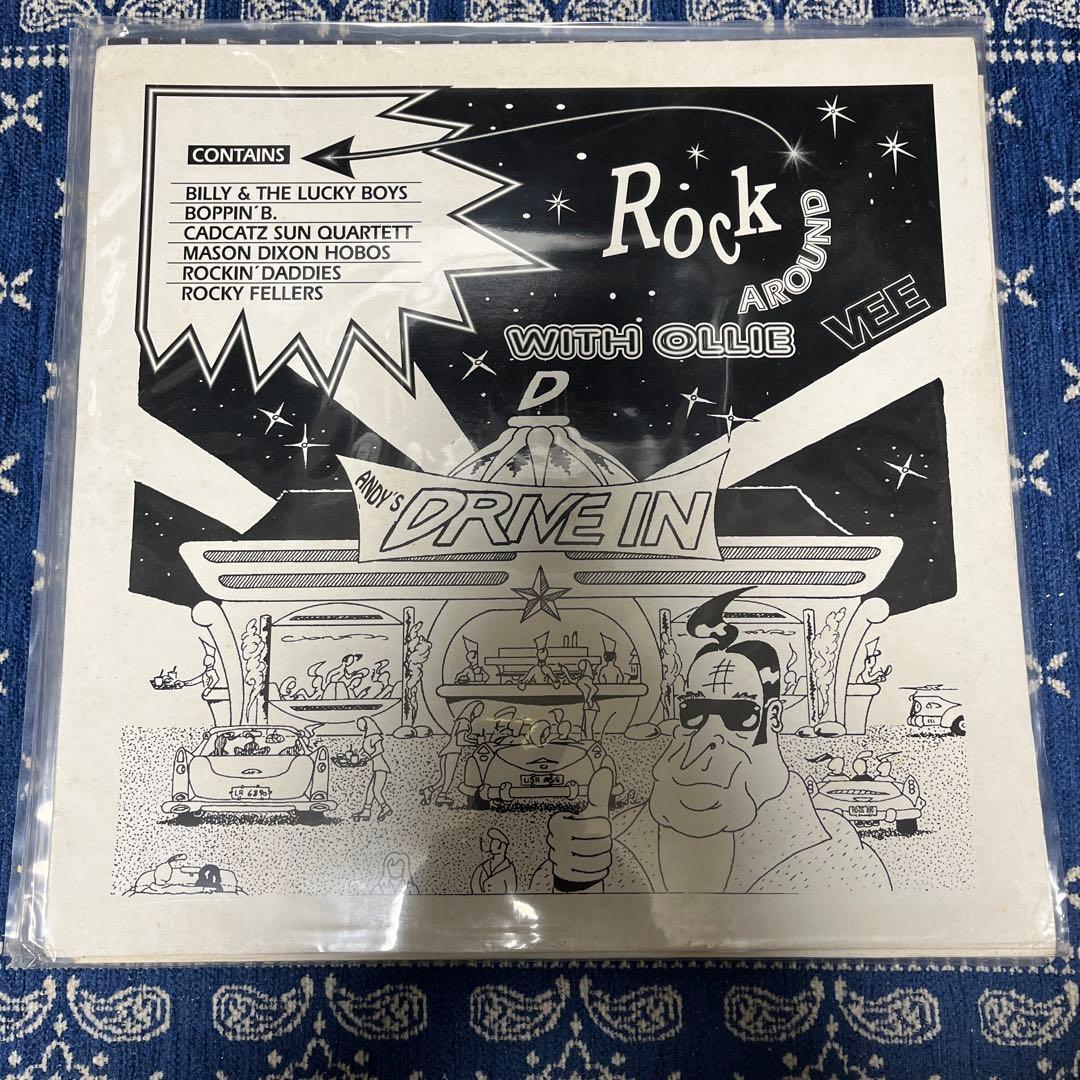 CONTAINS
BILLY & THE LUCKY BOYS
BOPPIN´B.
CADCATZ SUN QUARTETT
MASON DIXON HOBOS
ROCKIN´DADDIES
ROCKY FELLERS
Rock
AROUND
WITH OLLIE VEE
D
ANDY'S DRIVE IN
#